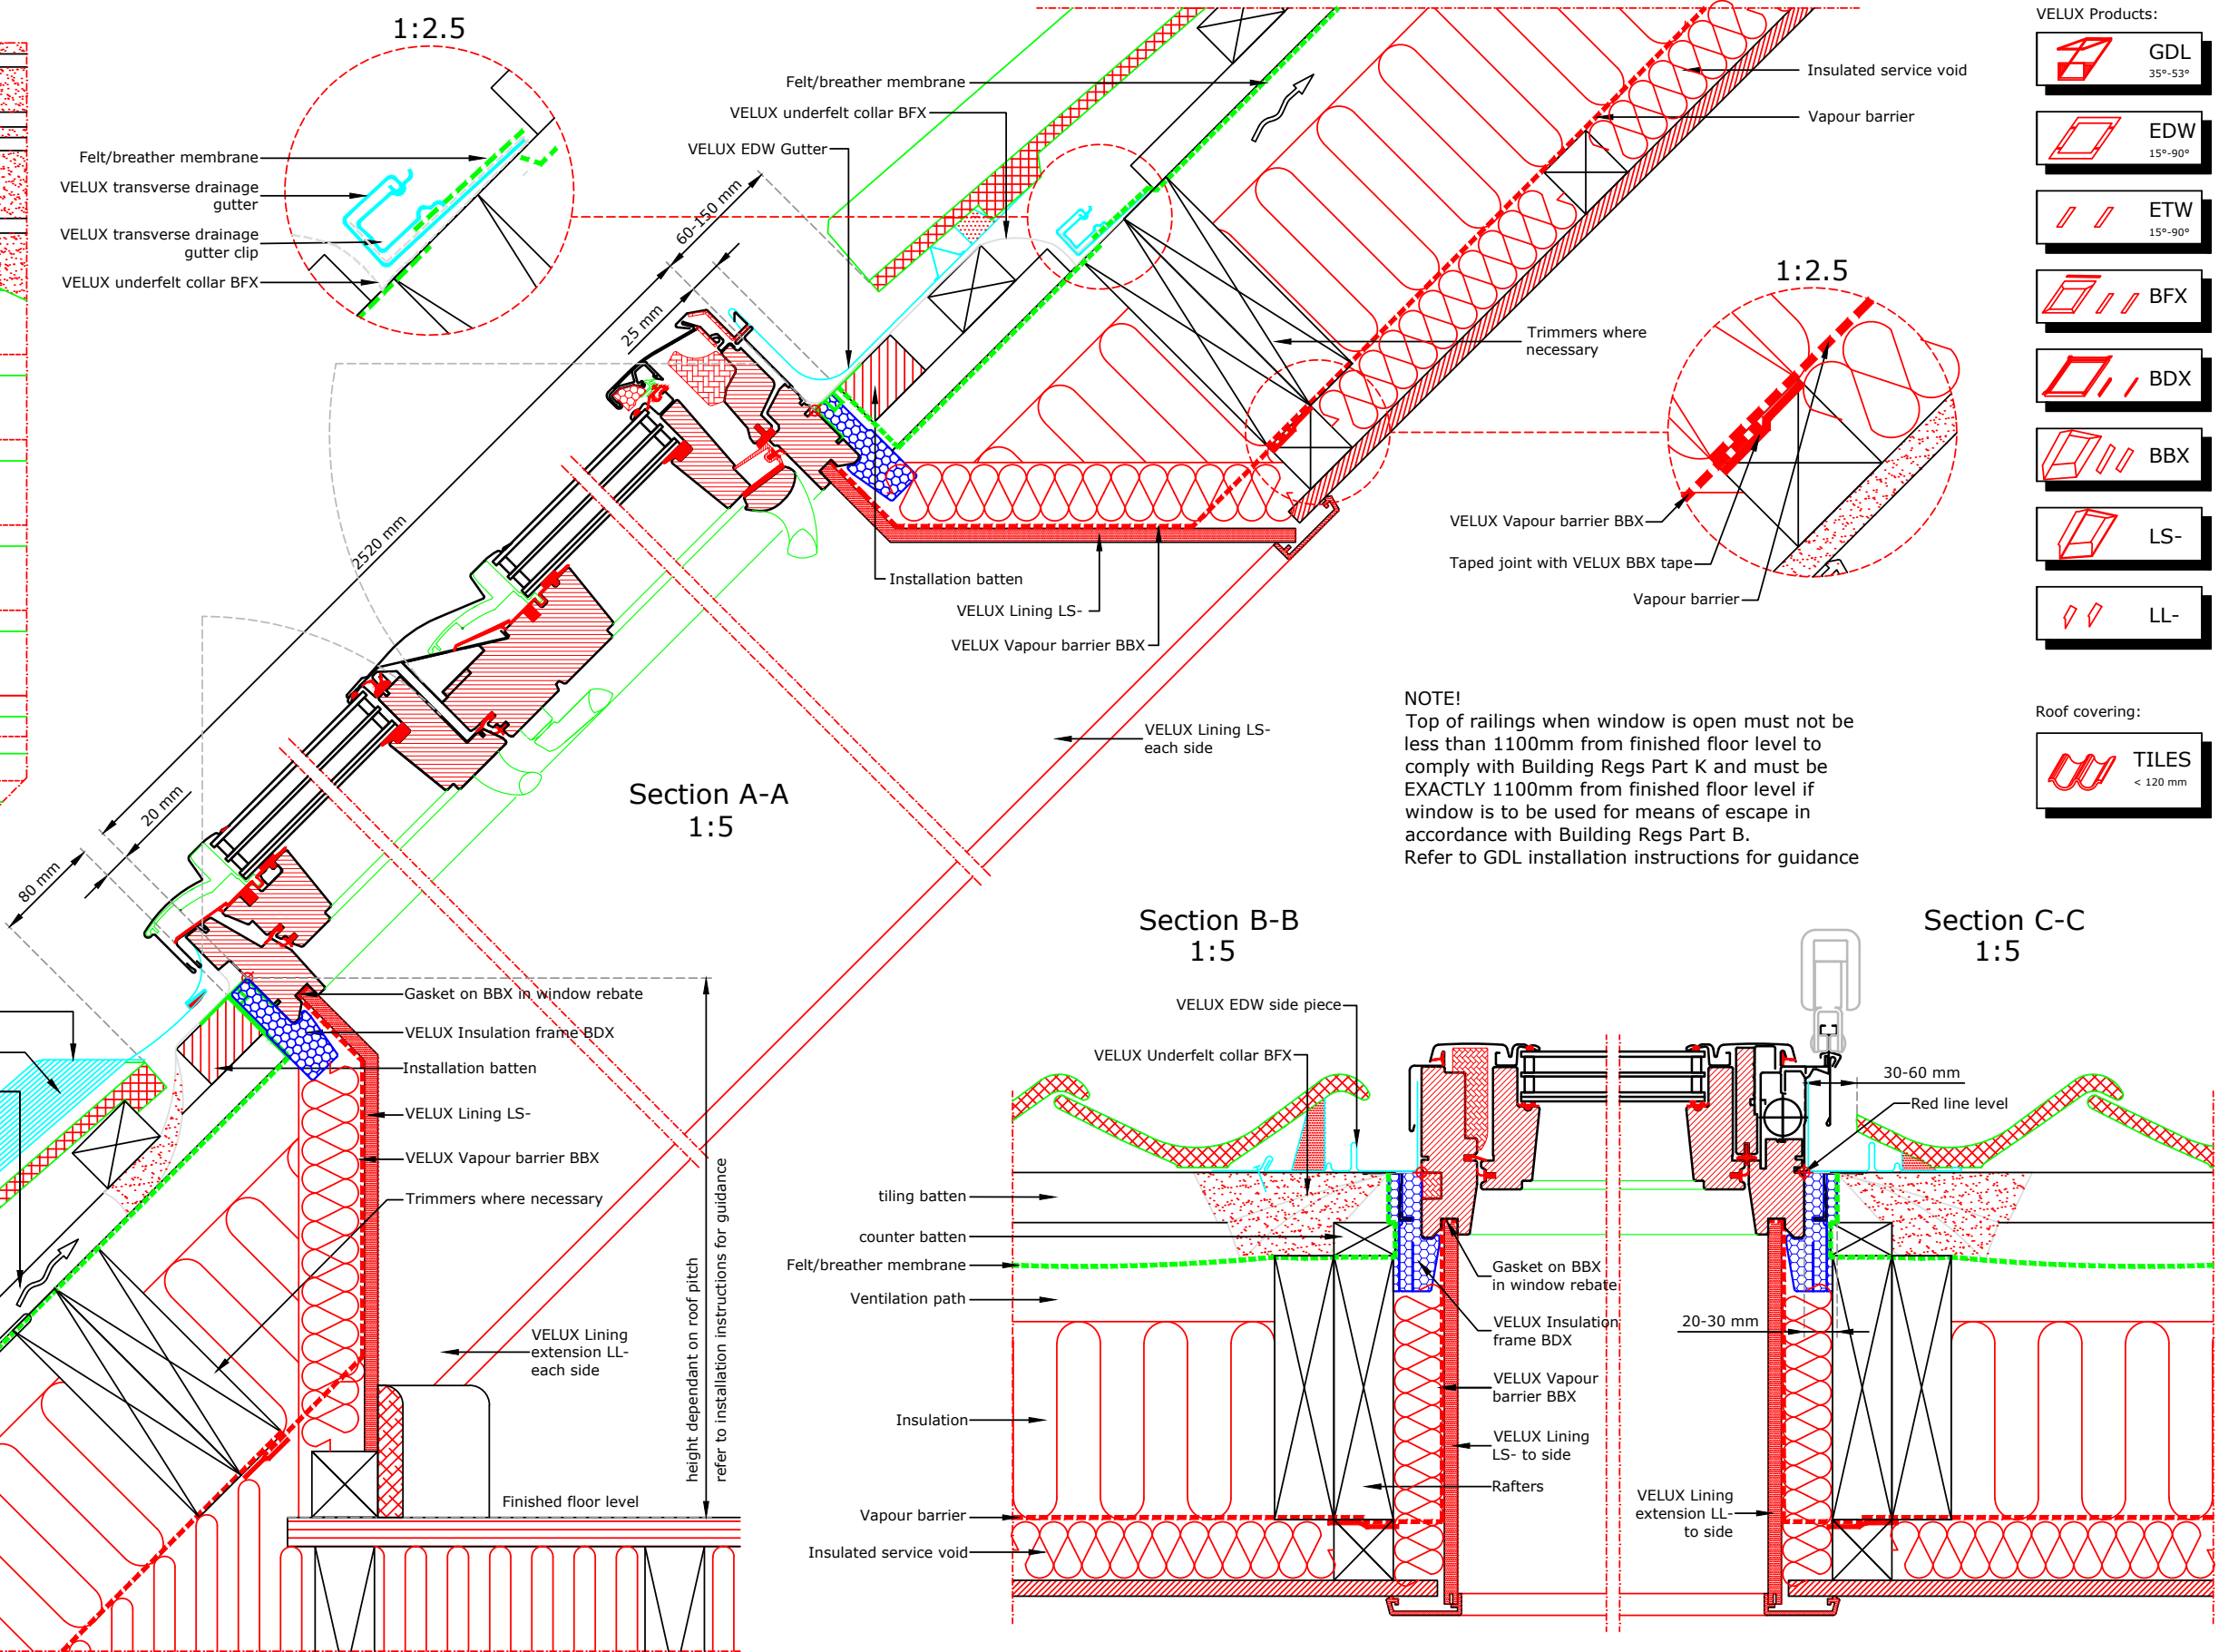 1:2.5
Felt/breather membrane
VELUX transverse drainage
gutter
VELUX transverse drainage
gutter clip
VELUX underfelt collar BFX
Felt/breather membrane
VELUX underfelt collar BFX
VELUX EDW Gutter
60-150 mm
25 mm
2520 mm
20 mm
80 mm
Insulated service void
Vapour barrier
Trimmers where
necessary
Installation batten
VELUX Lining LS-
VELUX Vapour barrier BBX
VELUX Lining LS-
each side
Section A-A
1:5
1:2.5
VELUX Vapour barrier BBX
Taped joint with VELUX BBX tape
Vapour barrier
VELUX Products:
GDL
35°-53°
EDW
15°-90°
ETW
15°-90°
BFX
BDX
BBX
LS-
LL-
Roof covering:
TILES
< 120 mm
NOTE!
Top of railings when window is open must not be
less than 1100mm from finished floor level to
comply with Building Regs Part K and must be
EXACTLY 1100mm from finished floor level if
window is to be used for means of escape in
accordance with Building Regs Part B.
Refer to GDL installation instructions for guidance
Gasket on BBX in window rebate
VELUX Insulation frame BDX
Installation batten
VELUX Lining LS-
VELUX Vapour barrier BBX
Trimmers where necessary
VELUX Lining
extension LL-
each side
Finished floor level
height dependant on roof pitch
refer to installation instructions for guidance
Section B-B
1:5
VELUX EDW side piece
VELUX Underfelt collar BFX
tiling batten
counter batten
Felt/breather membrane
Ventilation path
Insulation
Vapour barrier
Insulated service void
Gasket on BBX
in window rebate
VELUX Insulation
frame BDX
VELUX Vapour
barrier BBX
VELUX Lining
LS- to side
Rafters
Section C-C
1:5
30-60 mm
Red line level
20-30 mm
VELUX Lining
extension LL-
to side